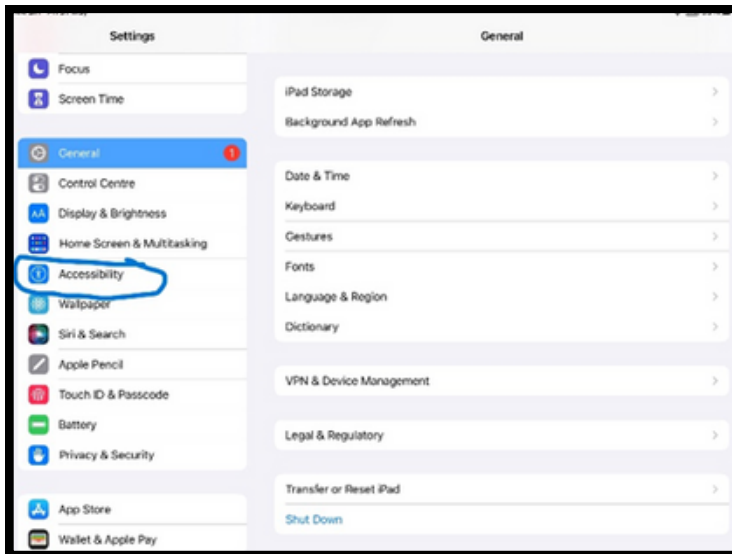 Settings
Focus
Screen Time
General
1
Control Centre
Display & Brightness
AA
Home Screen & Multitasking
Accessibility
Wallpaper
Siri & Search
Apple Pencil
Touch ID & Passcode
Battery
Privacy & Security
App Store
Wallet & Apple Pay
General
iPad Storage
Background App Refresh
Date & Time
Keyboard
Gestures
Fonts
Language & Region
Dictionary
VPN & Device Management
Legal & Regulatory
Transfer or Reset iPad
Shut Down